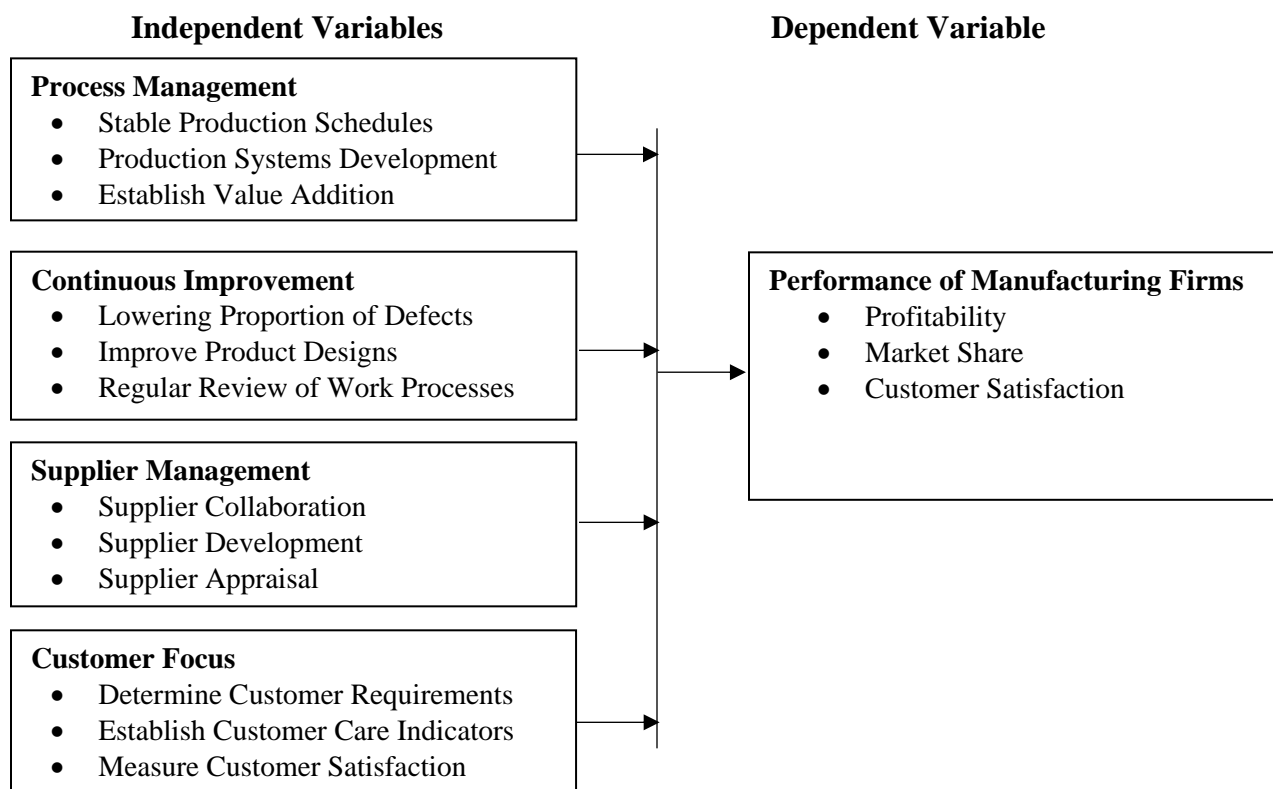 Independent Variables
Dependent Variable
Process Management
• Stable Production Schedules
• Production Systems Development
• Establish Value Addition
Continuous Improvement
• Lowering Proportion of Defects
• Improve Product Designs
• Regular Review of Work Processes
Supplier Management
• Supplier Collaboration
• Supplier Development
• Supplier Appraisal
Customer Focus
• Determine Customer Requirements
• Establish Customer Care Indicators
• Measure Customer Satisfaction
Performance of Manufacturing Firms
• Profitability
• Market Share
• Customer Satisfaction